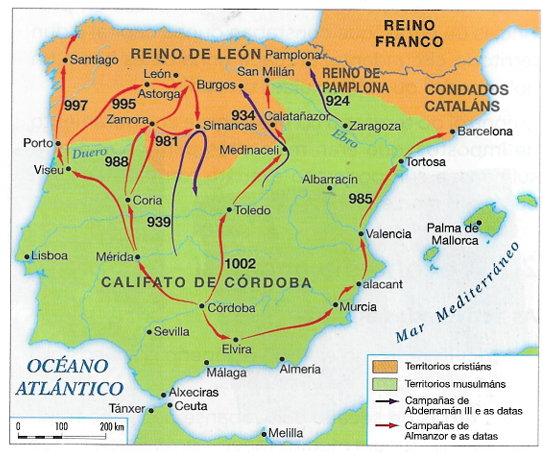 REINO
FRANCO
REINO DE LEÓN
Pamplona
Santiago
León
Burgos
San Millán
REINO DE
PAMPLONA
997
995
Astorga
934
924
CONDADOS
CATALÁNS
Zamora
Simancas
Calatañazor
Zaragoza
Barcelona
Porto
Duero
988
981
Medinaceli
Ebro
Tortosa
Viseu
Coria
Albarracín
985
939
Toledo
Valencia
Palma de
Mallorca
Lisboa
Mérida
1002
CALIFATO DE CÓRDOBA
alacant
Córdoba
Murcia
Mar Mediterráneo
Sevilla
Elvira
OCÉANO
ATLÁNTICO
Málaga
Almería
Alxeciras
Tánxer
Ceuta
Melilla
0 100 200 km
Territorios cristiáns
Territorios musulmáns
Campañas de
Abderramán III e as datas
Campañas de
Almanzor e as datas